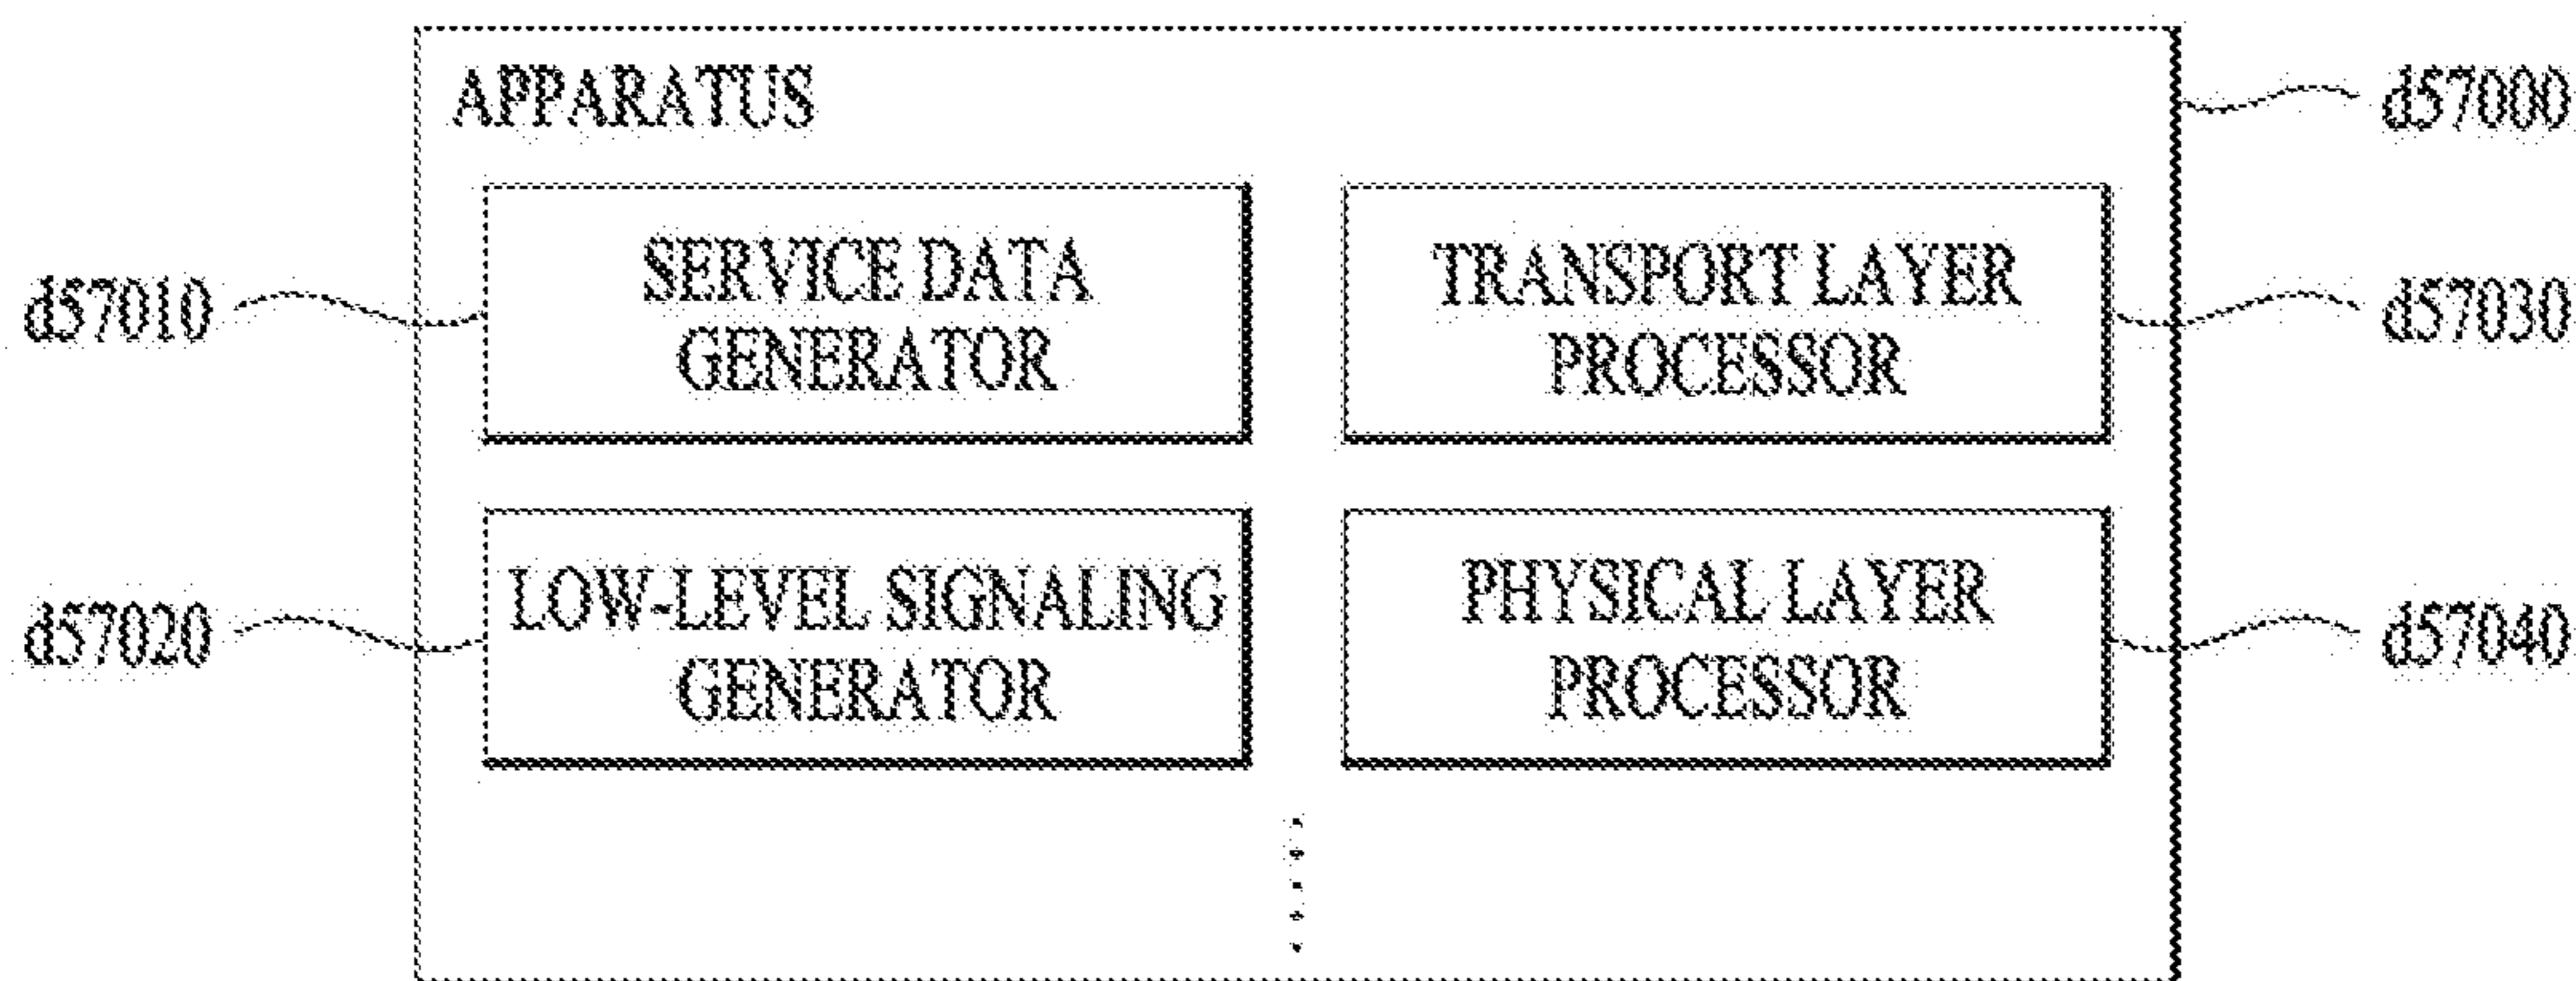 APPARATUS
d57000
SERVICE DATA
GENERATOR
d57010
TRANSPORT LAYER
PROCESSOR
d57030
LOW-LEVEL SIGNALING
GENERATOR
d57020
PHYSICAL LAYER
PROCESSOR
d57040